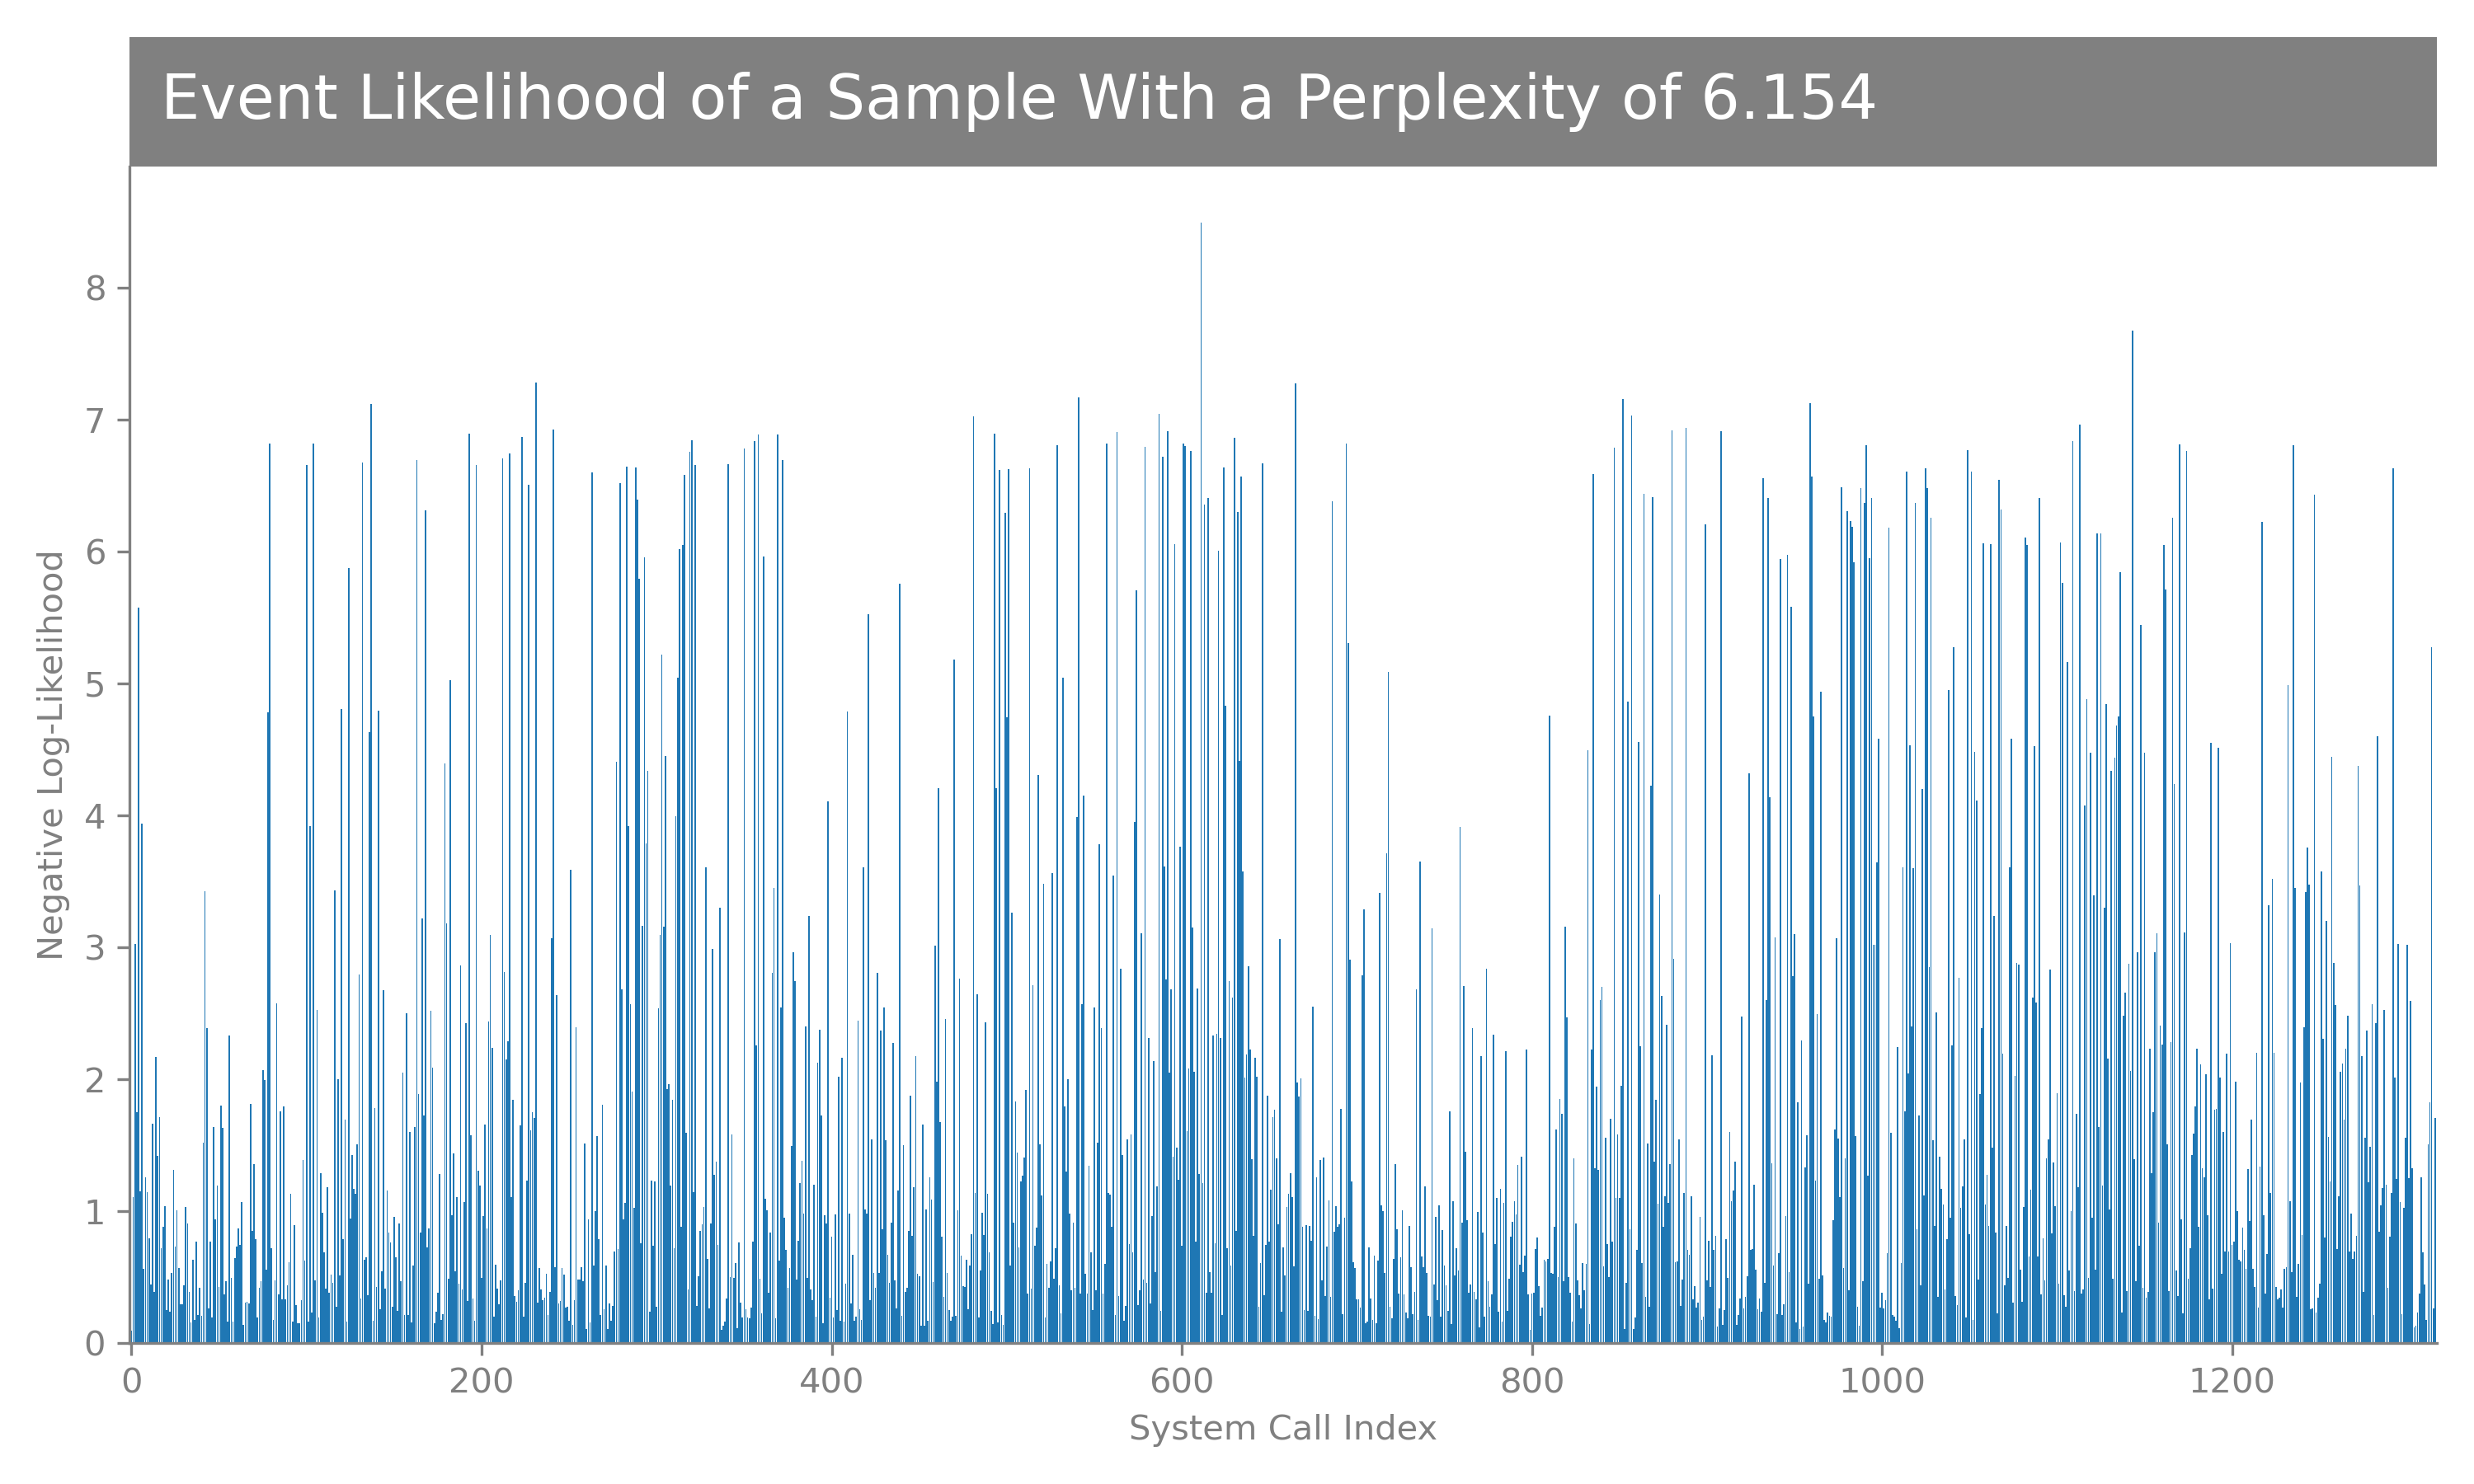 Event Likelihood of a Sample With a Perplexity of 6.154
8
7
6
5
4
3
2
1
0
Negative Log-Likelihood
0 200 400 600 800 1000 1200
System Call Index